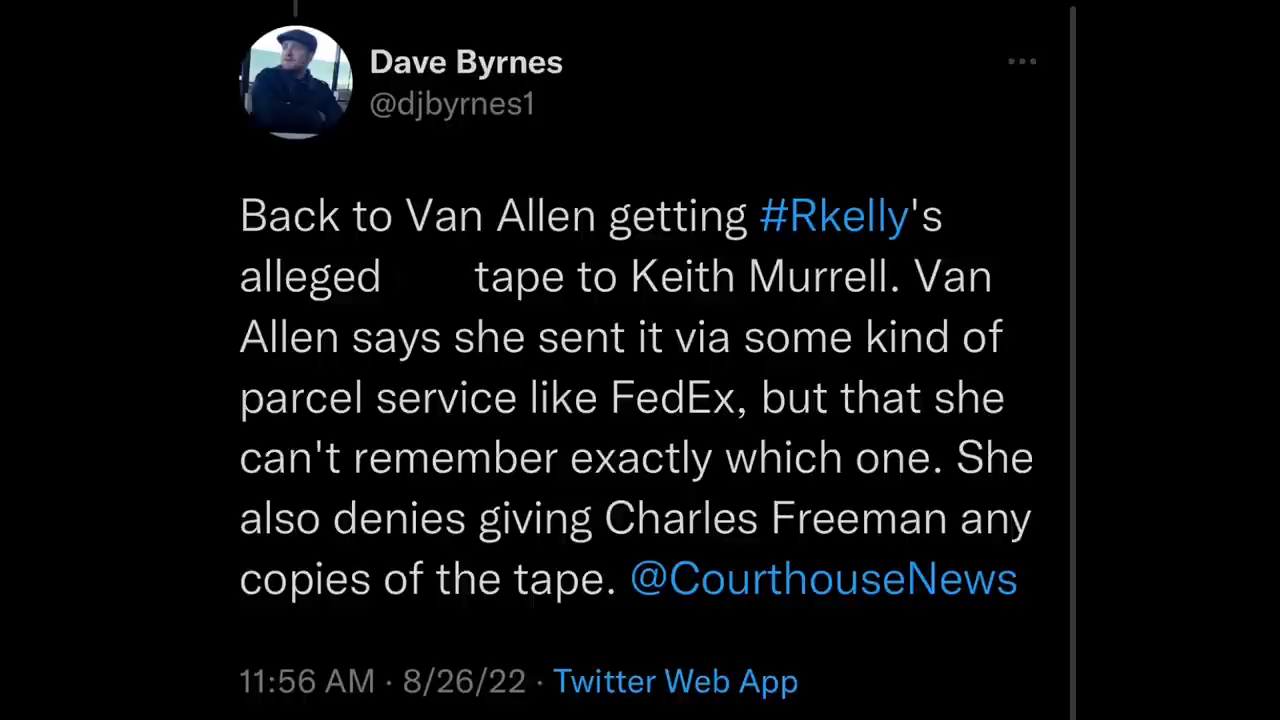 Dave Byrnes
@djbyrnes1
Back to Van Allen getting #Rkelly's
alleged tape to Keith Murrell. Van
Allen says she sent it via some kind of
parcel service like FedEx, but that she
can't remember exactly which one. She
also denies giving Charles Freeman any
copies of the tape. @CourthouseNews
11:56 AM · 8/26/22 · Twitter Web App